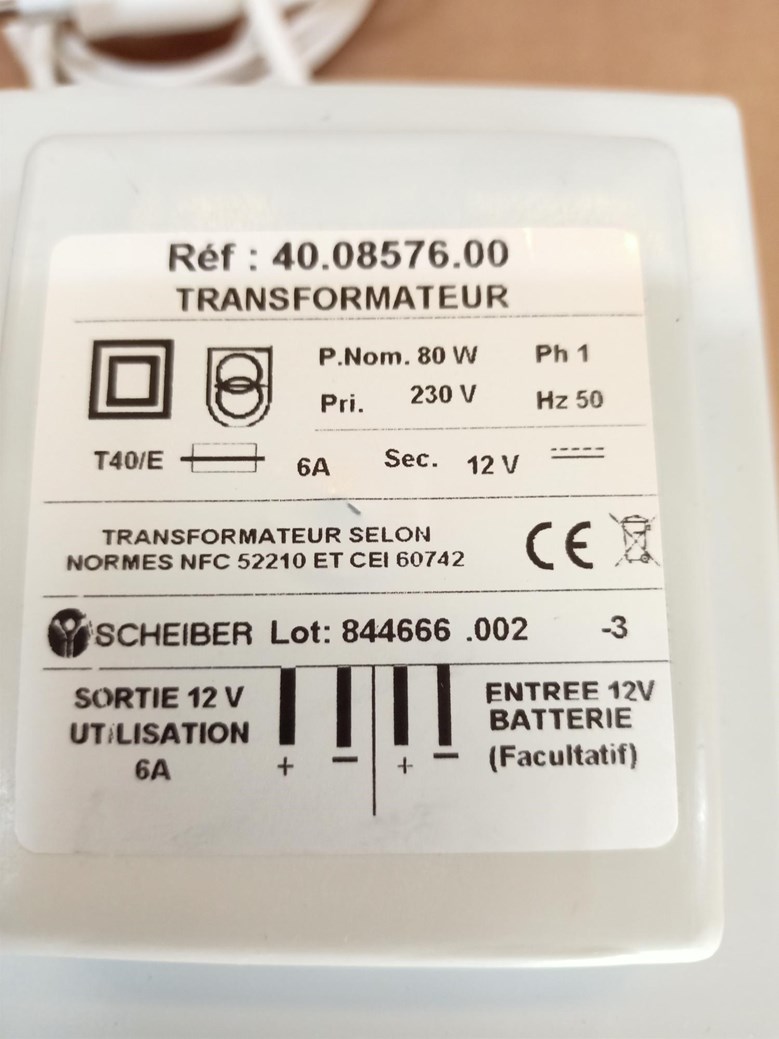 Réf : 40.08576.00
TRANSFORMATEUR
P.Nom. 80 W Ph 1
Pri. 230 V Hz 50
T40/E 6A Sec. 12 V
TRANSFORMATEUR SELON
NORMES NFC 52210 ET CEI 60742
CE
SCHEIBER Lot: 844666 .002 -3
SORTIE 12 V
UTILISATION
6A
+ −
+ −
ENTREE 12V
BATTERIE
(Facultatif)